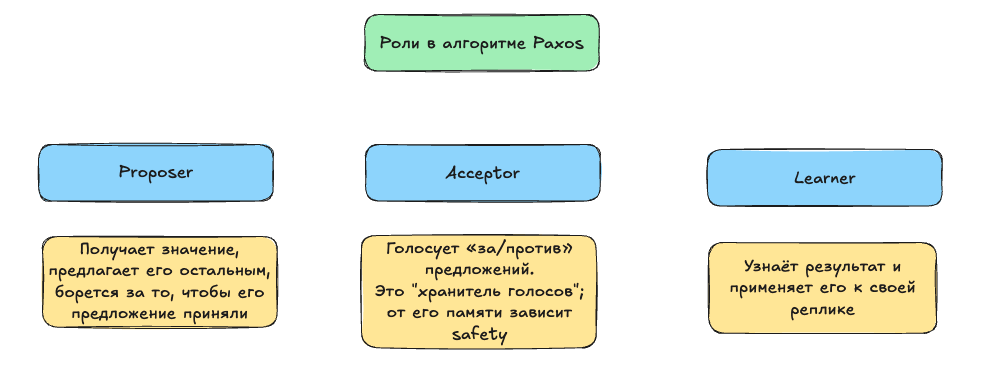 Роли в алгоритме Paxos
Proposer
Acceptor
Learner
Получает значение,
предлагает его остальным,
борется за то, чтобы его
предложение приняли
Голосует «за/против»
предложений.
Это "хранитель голосов";
от его памяти зависит
safety
Узнаёт результат и
применяет его к своей
реплике